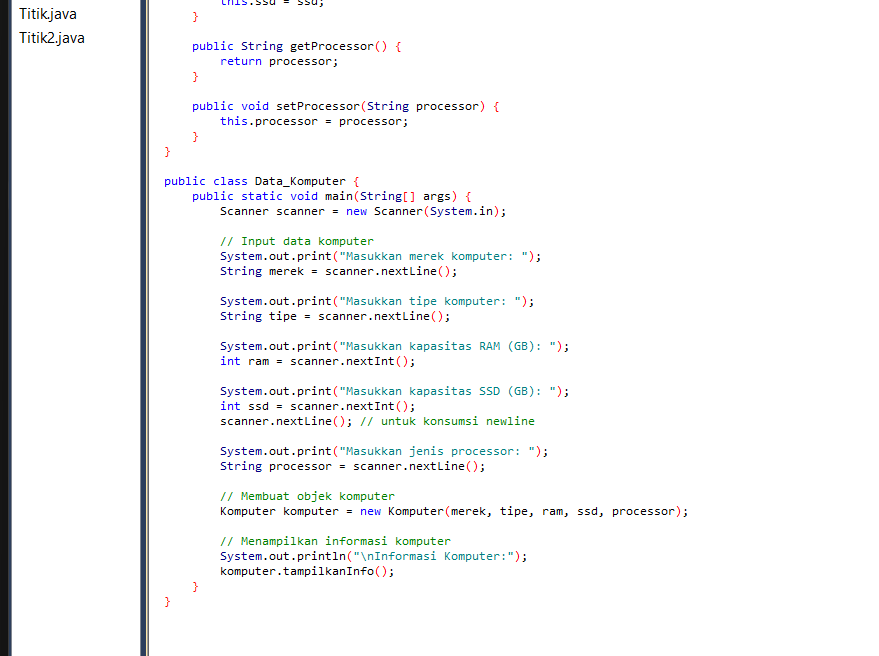 Titik.java
Titik2.java
this.ssd = ssd;
}
public String getProcessor() {
return processor;
}
public void setProcessor(String processor) {
this.processor = processor;
}
}
public class Data_Komputer {
public static void main(String[] args) {
Scanner scanner = new Scanner(System.in);
// Input data komputer
System.out.print("Masukkan merek komputer: ");
String merek = scanner.nextLine();
System.out.print("Masukkan tipe komputer: ");
String tipe = scanner.nextLine();
System.out.print("Masukkan kapasitas RAM (GB): ");
int ram = scanner.nextInt();
System.out.print("Masukkan kapasitas SSD (GB): ");
int ssd = scanner.nextInt();
scanner.nextLine(); // untuk konsumsi newline
System.out.print("Masukkan jenis processor: ");
String processor = scanner.nextLine();
// Membuat objek komputer
Komputer komputer = new Komputer(merek, tipe, ram, ssd, processor);
// Menampilkan informasi komputer
System.out.println("\nInformasi Komputer:");
komputer.tampilkanInfo();
}
}